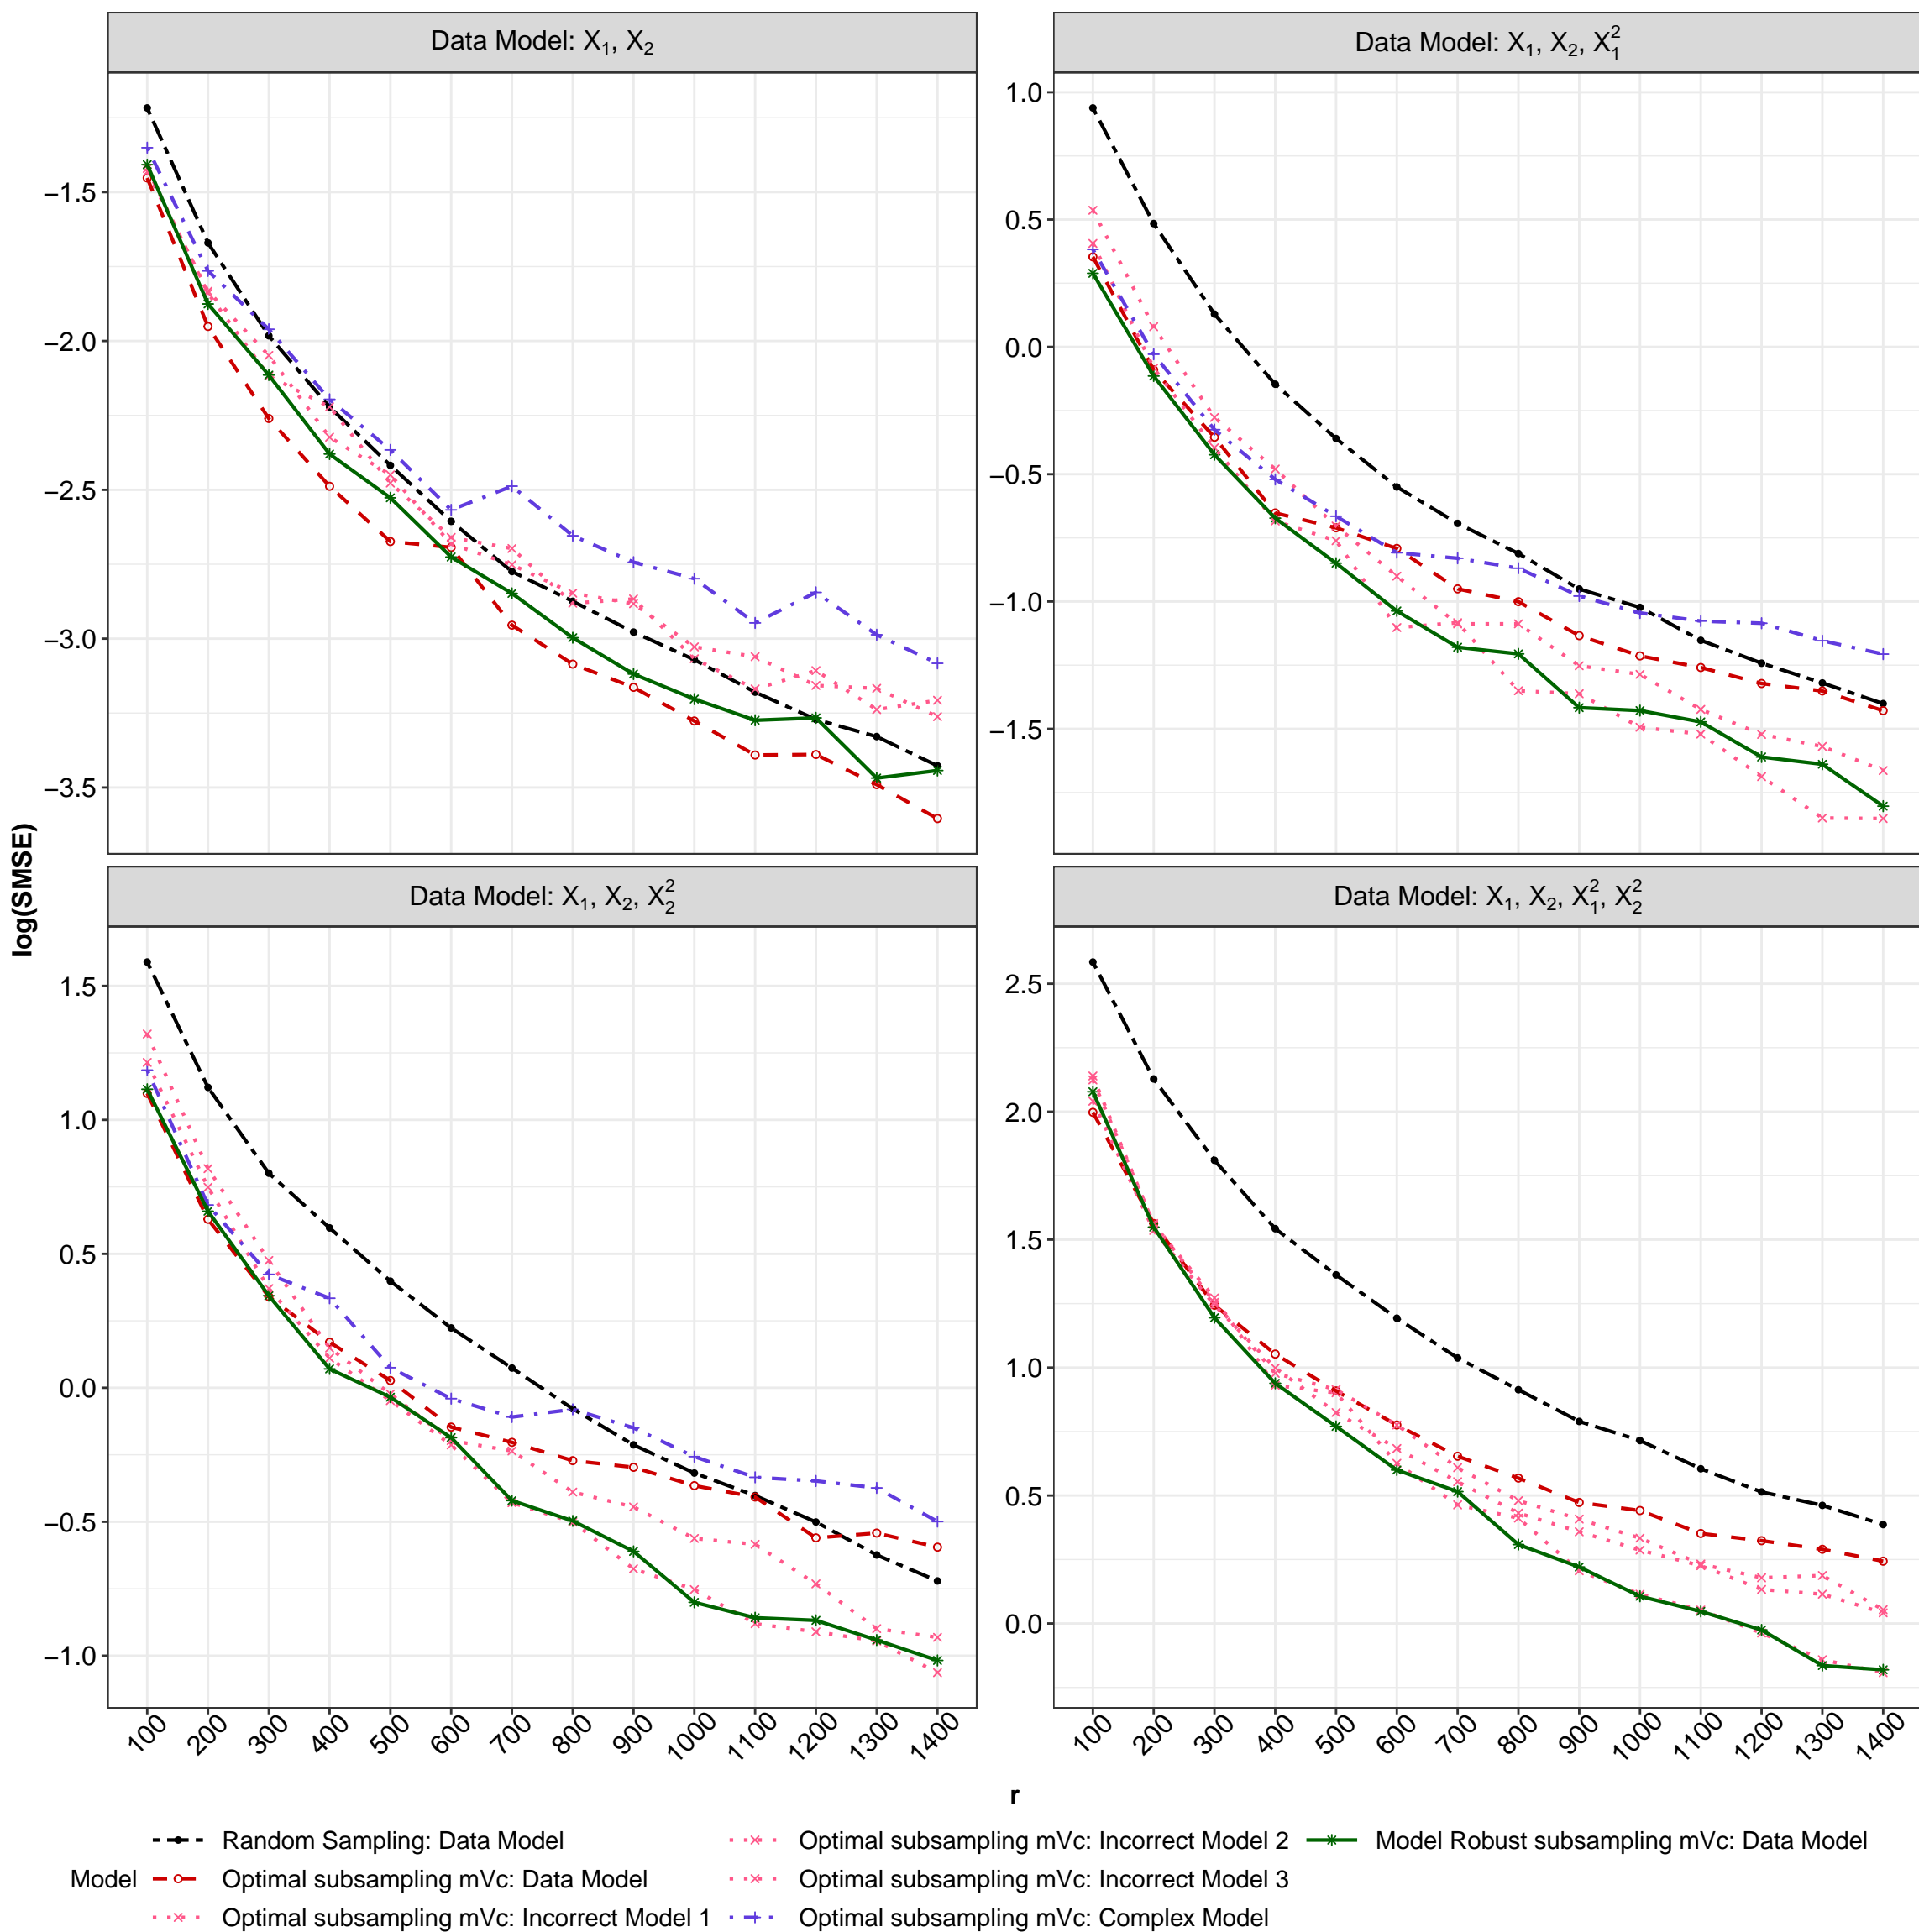 Data Model: X₁, X₂
Data Model: X₁, X₂, X₁²
−1.5
−2.0
−2.5
−3.0
−3.5
1.0
0.5
0.0
−0.5
−1.0
−1.5
log(SMSE)
Data Model: X₁, X₂, X₂²
Data Model: X₁, X₂, X₁², X₂²
1.5
1.0
0.5
0.0
−0.5
−1.0
2.5
2.0
1.5
1.0
0.5
0.0
100 200 300 400 500 600 700 800 900 1000 1100 1200 1300 1400
100 200 300 400 500 600 700 800 900 1000 1100 1200 1300 1400
r
Model
Random Sampling: Data Model
Optimal subsampling mVc: Data Model
Optimal subsampling mVc: Incorrect Model 1
Optimal subsampling mVc: Incorrect Model 2
Optimal subsampling mVc: Incorrect Model 3
Optimal subsampling mVc: Complex Model
Model Robust subsampling mVc: Data Model